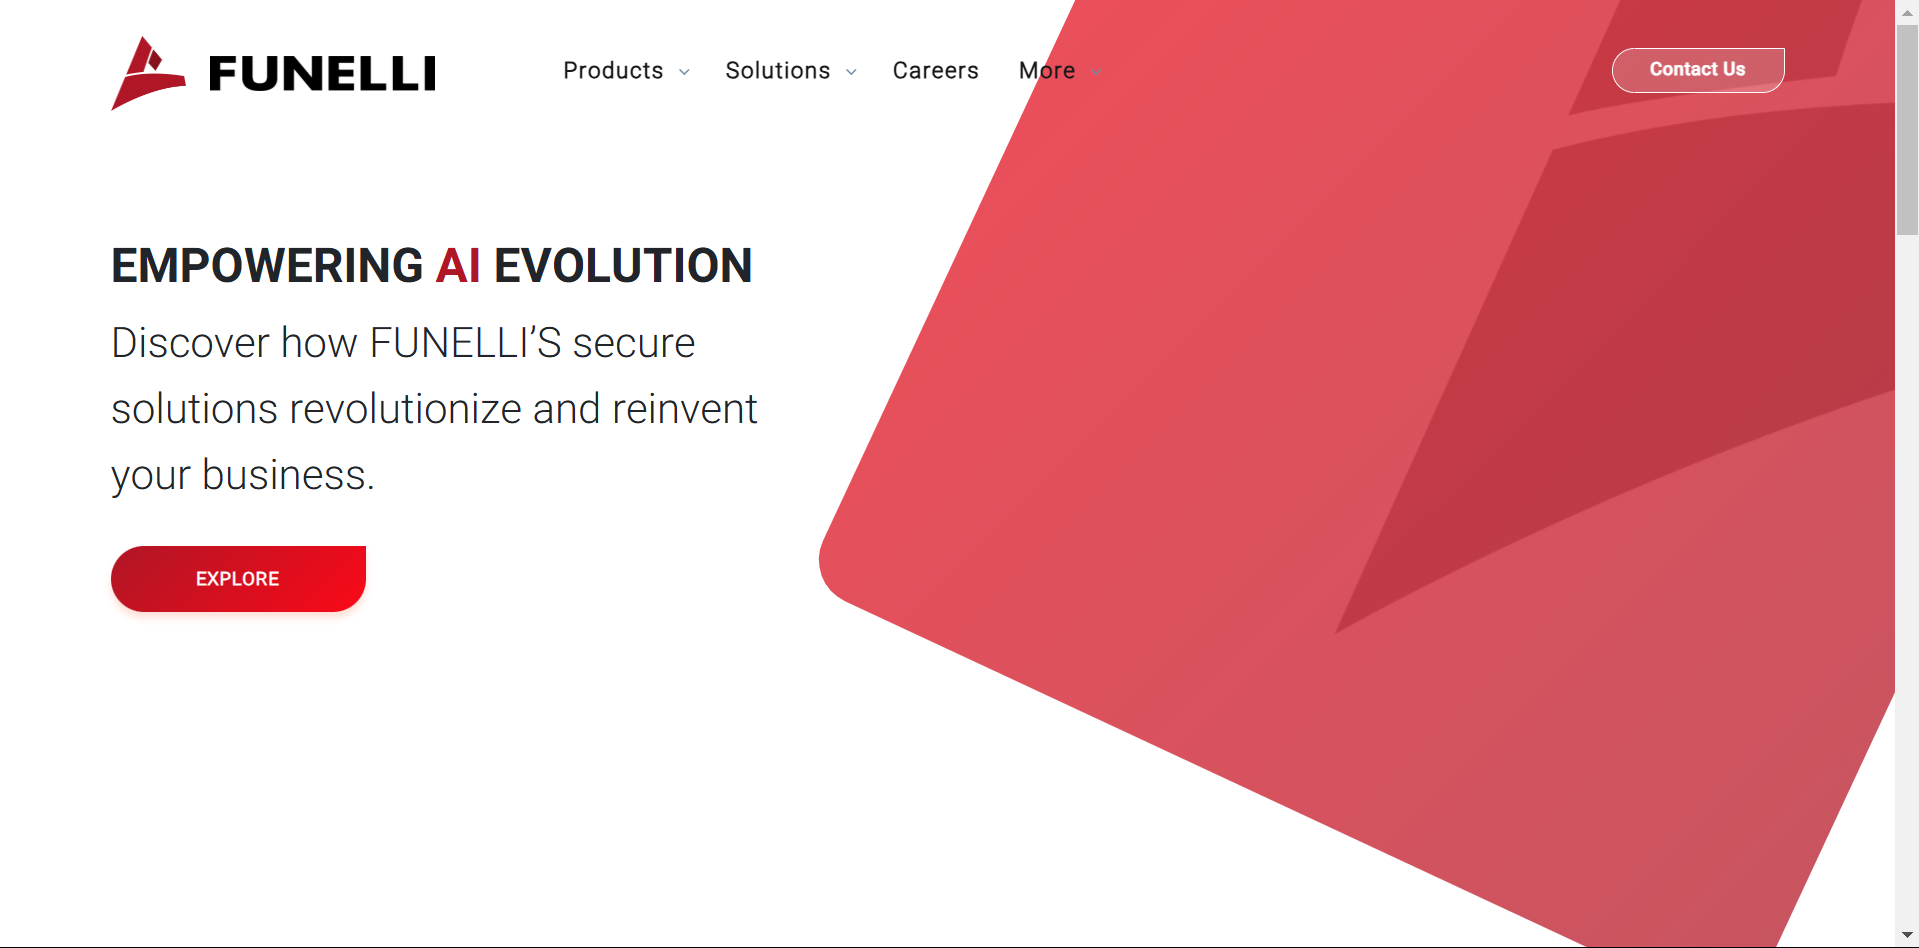 FUNELLI
Products
Solutions
Careers
More
Contact Us
EMPOWERING AI EVOLUTION
Discover how FUNELLI’S secure
solutions revolutionize and reinvent
your business.
EXPLORE